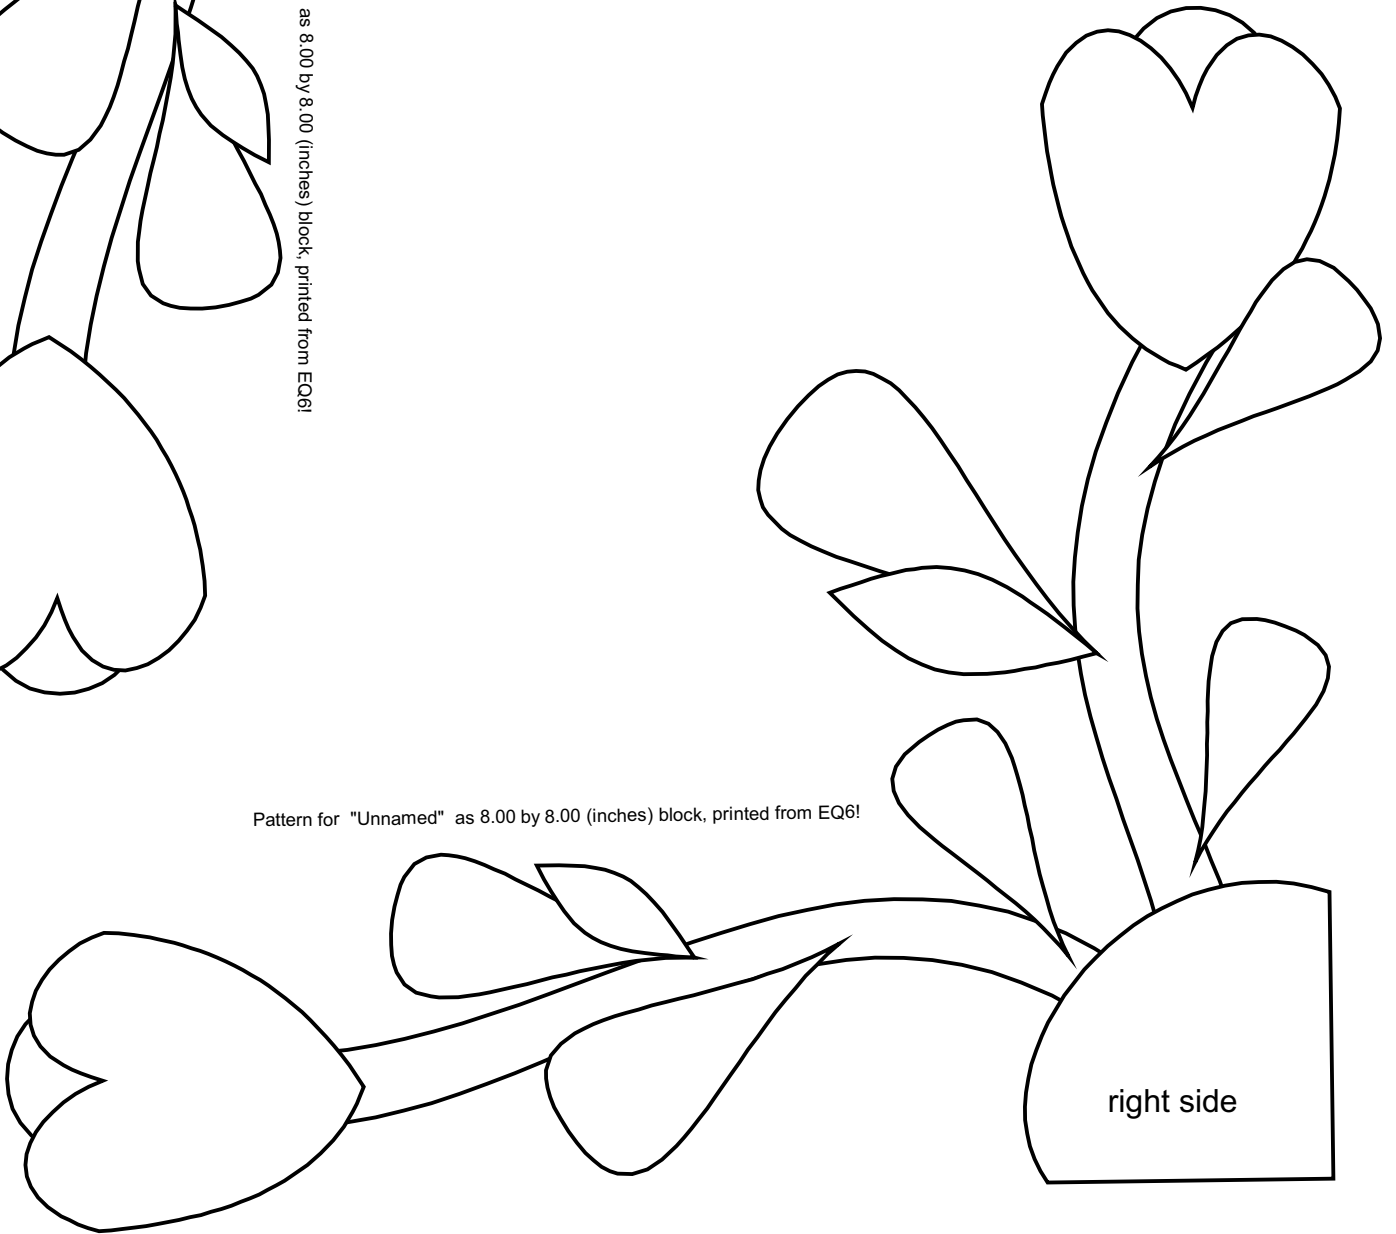 as 8.00 by 8.00 (inches) block, printed from EQ6!
Pattern for "Unnamed" as 8.00 by 8.00 (inches) block, printed from EQ6!
right side